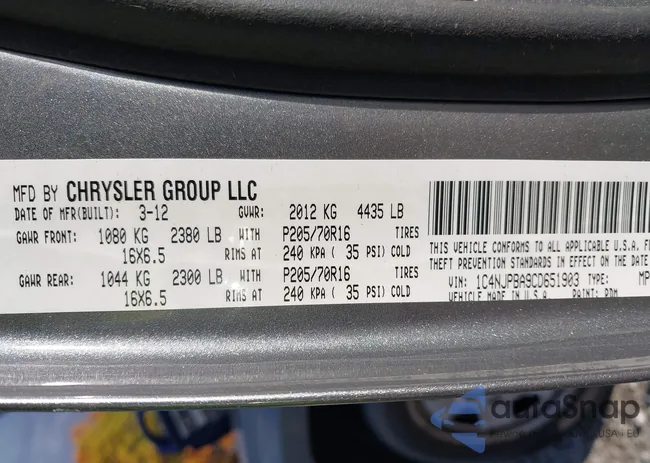 MFD BY CHRYSLER GROUP LLC
DATE OF MFR(BUILT): 3-12 GVWR: 2012 KG 4435 LB
GAWR FRONT: 1080 KG 2380 LB WITH P205/70R16 TIRES
16X6.5 RIMS AT 240 KPA ( 35 PSI) COLD
GAWR REAR: 1044 KG 2300 LB WITH P205/70R16 TIRES
16X6.5 RIMS AT 240 KPA ( 35 PSI) COLD
THIS VEHICLE CONFORMS TO ALL APPLICABLE U.S.A. F
THEFT PREVENTION STANDARDS IN EFFECT ON THE DATE
VIN: 1C4NJPBA9CD651903 TYPE: MP
VEHICLE MADE IN U.S.A. PAINT: PDM
autoSnap